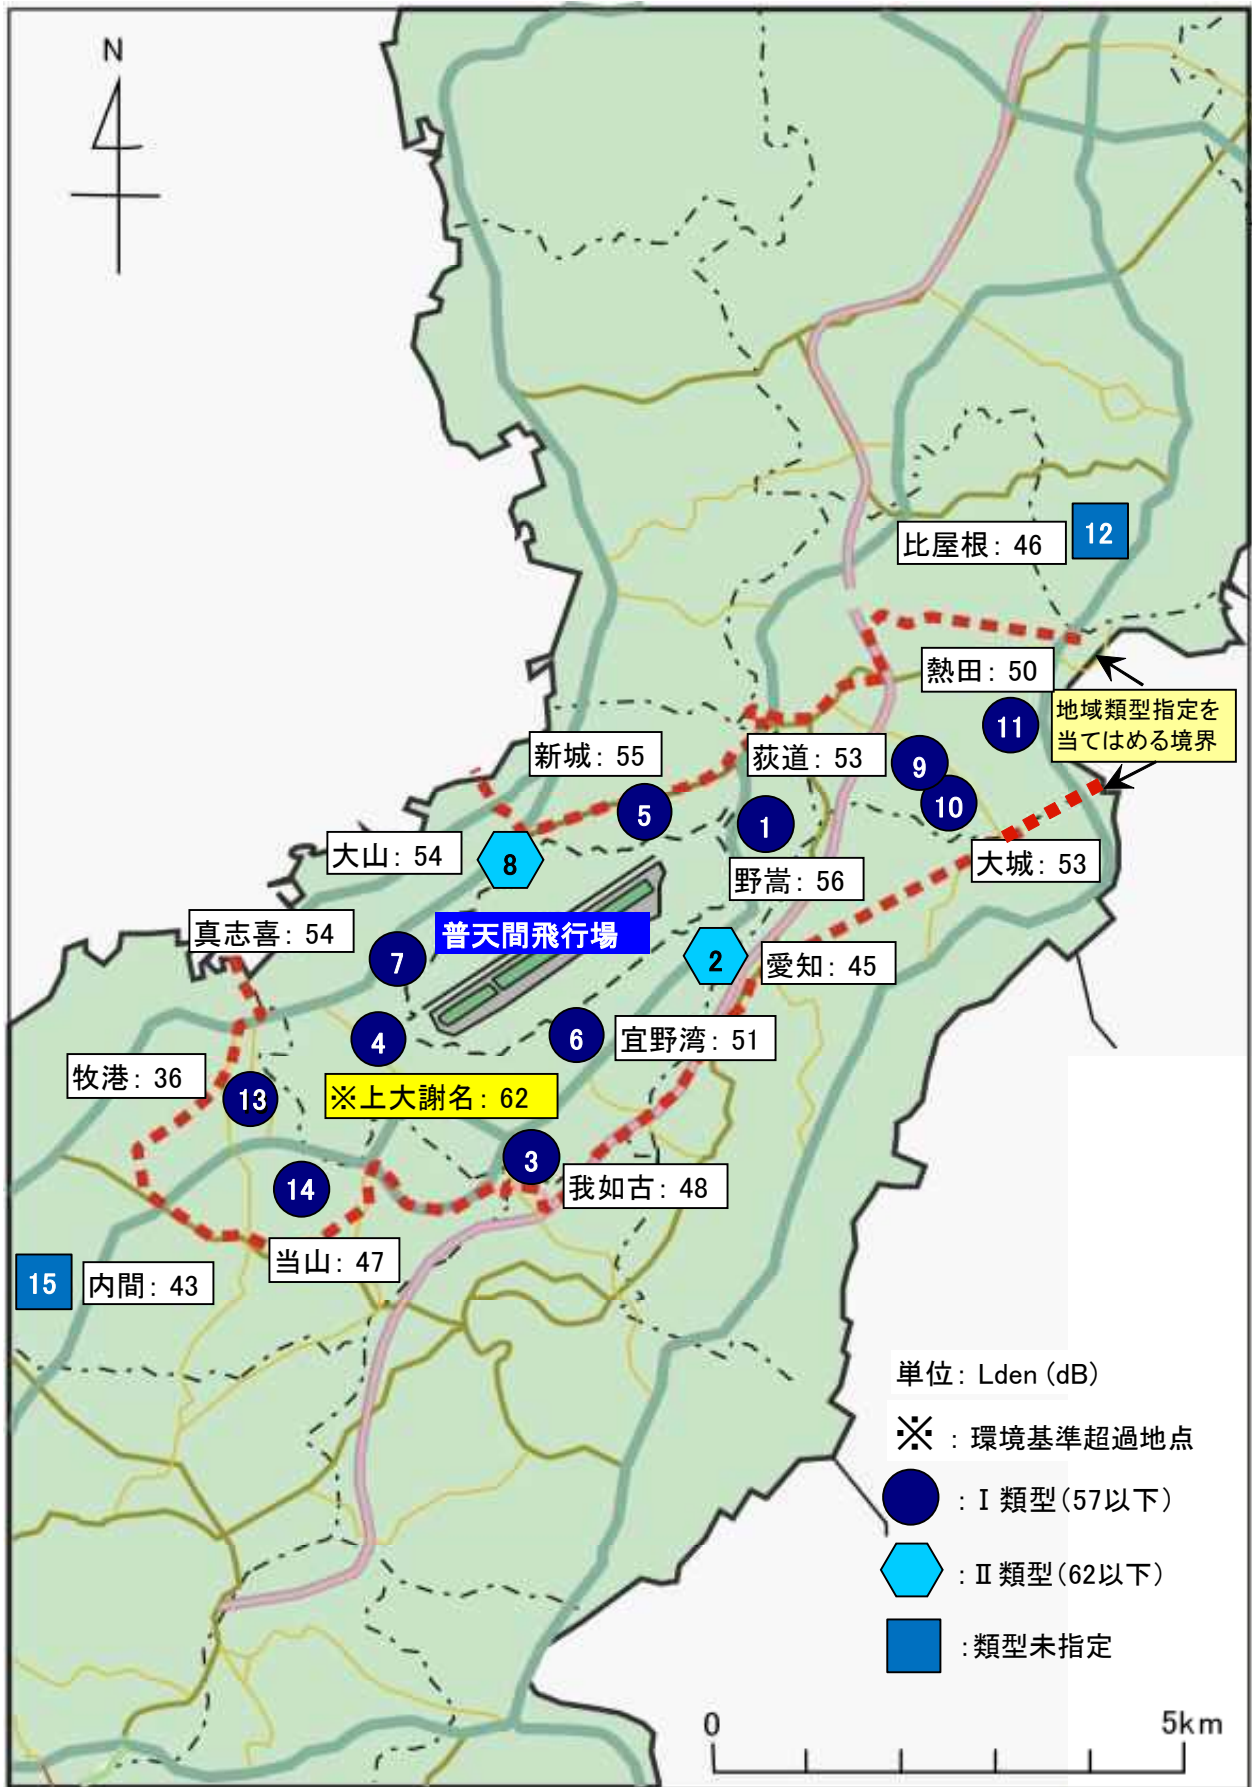 N
比屋根：46
12
熱田：50
11
地域類型指定を
当てはめる境界
新城：55
荻道：53
9
10
5
1
大山：54
8
野嵩：56
大城：53
真志喜：54
普天間飛行場
7
2
愛知：45
4
6
宜野湾：51
牧港：36
13
※上大謝名：62
3
14
我如古：48
当山：47
15
内間：43
単位：Lden（dB）
※：環境基準超過地点
：Ⅰ類型（57以下）
：Ⅱ類型（62以下）
：類型未指定
0
5km